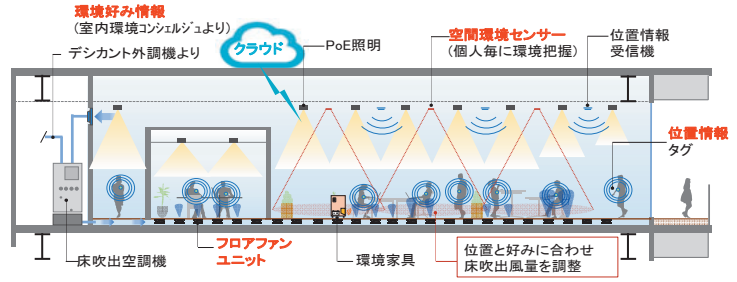 環境好み情報
(室内環境コンシェルジュより)
デシカント外調機より
クラウド
PoE照明
空間環境センサー
(個人毎に環境把握)
位置情報
受信機
位置情報
タグ
床吹出空調機
フロアファン
ユニット
環境家具
位置と好みに合わせ
床吹出風量を調整